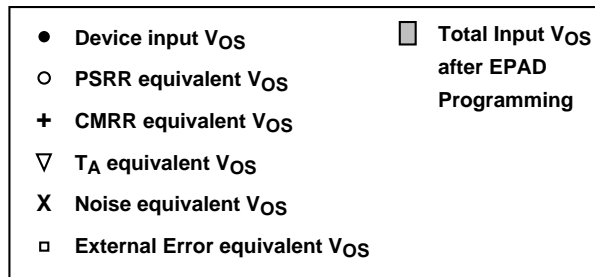 ● Device input VOS
○ PSRR equivalent VOS
+ CMRR equivalent VOS
▽ TA equivalent VOS
X Noise equivalent VOS
□ External Error equivalent VOS
Total Input VOS
after EPAD
Programming